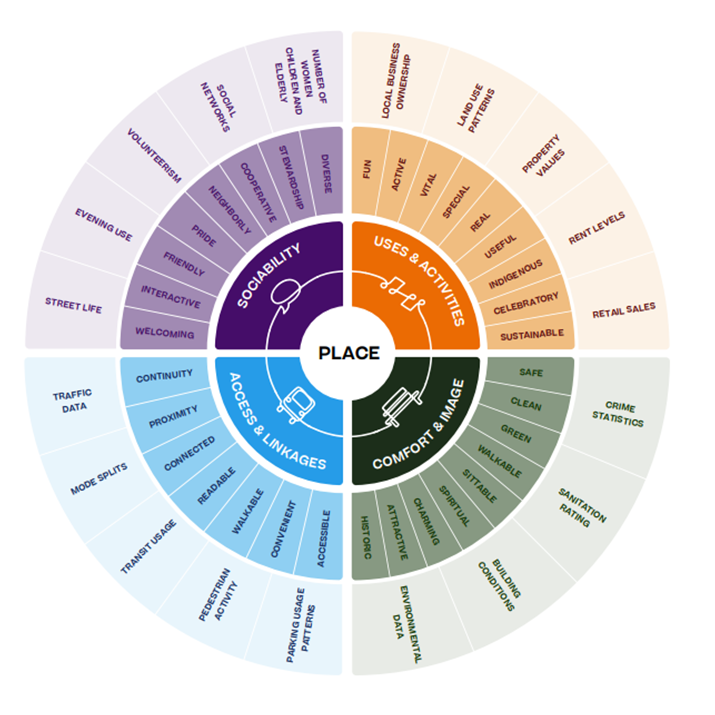 PLACE
SOCIABILITY
USES & ACTIVITIES
ACCESS & LINKAGES
COMFORT & IMAGE
DIVERSE
STEWARDSHIP
COOPERATIVE
NEIGHBORLY
PRIDE
FRIENDLY
INTERACTIVE
WELCOMING
NUMBER OF
WOMEN
CHILDREN AND
ELDERLY
SOCIAL
NETWORKS
VOLUNTEERISM
EVENING USE
STREET LIFE
FUN
ACTIVE
VITAL
SPECIAL
REAL
USEFUL
INDIGENOUS
CELEBRATORY
SUSTAINABLE
LOCAL BUSINESS
OWNERSHIP
LAND USE
PATTERNS
PROPERTY
VALUES
RENT LEVELS
RETAIL SALES
SAFE
CLEAN
GREEN
WALKABLE
SITTABLE
SPIRITUAL
CHARMING
ATTRACTIVE
HISTORIC
CRIME
STATISTICS
SANITATION
RATING
BUILDING
CONDITIONS
ENVIRONMENTAL
DATA
CONTINUITY
PROXIMITY
CONNECTED
READABLE
WALKABLE
CONVENIENT
ACCESSIBLE
TRAFFIC
DATA
MODE SPLITS
TRANSIT USAGE
PEDESTRIAN
ACTIVITY
PARKING USAGE
PATTERNS